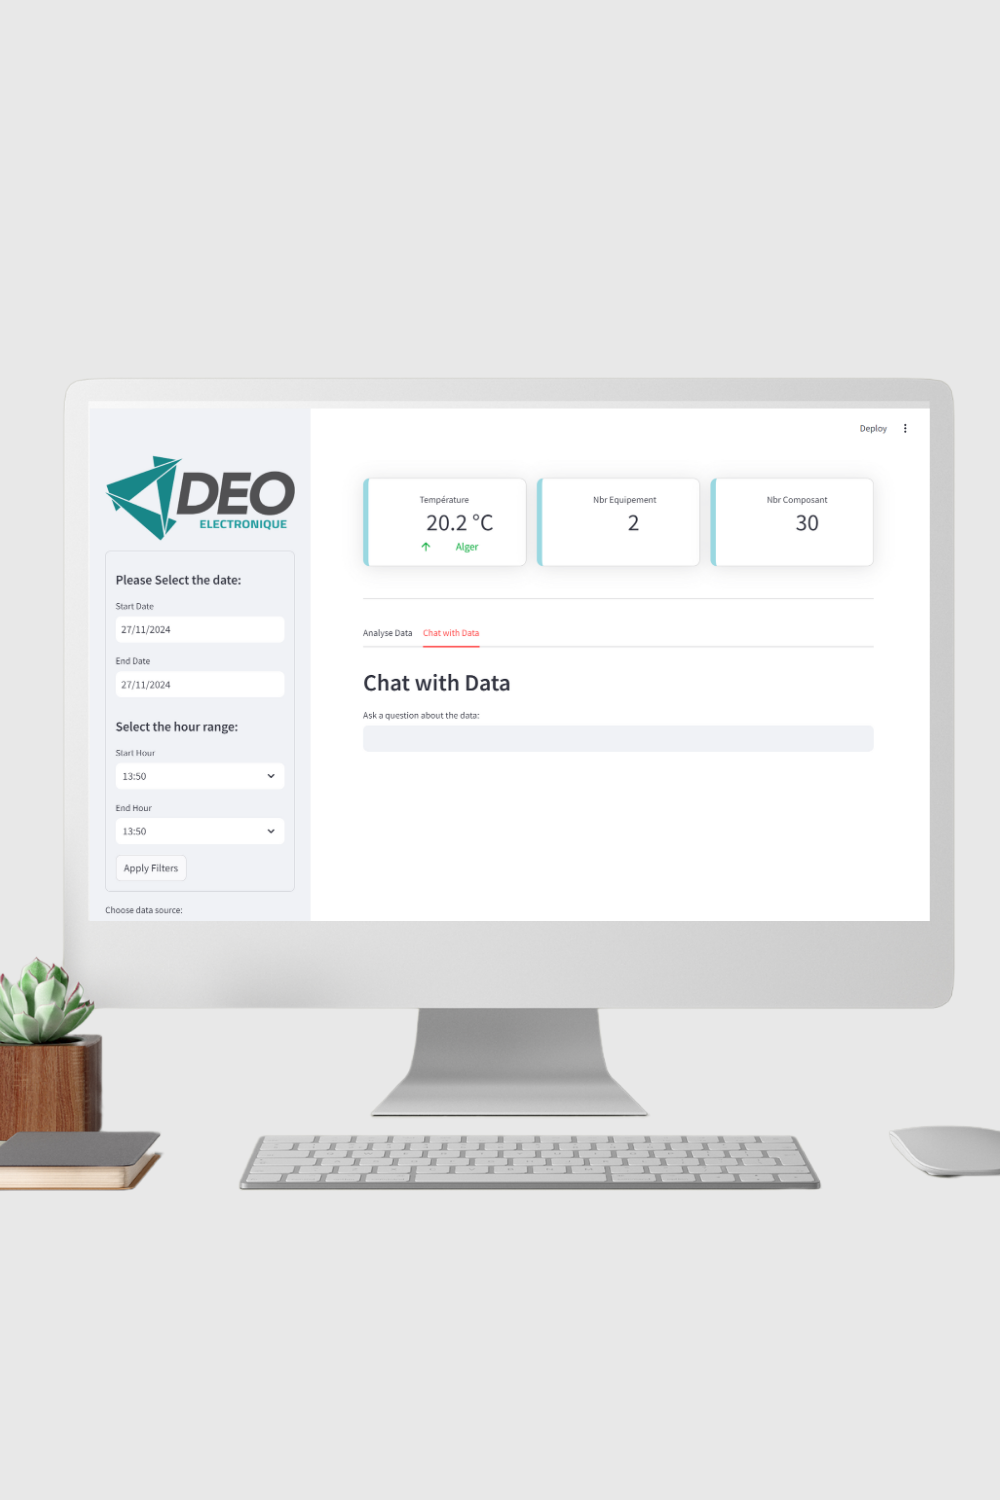 DEO
ELECTRONIQUE
Please Select the date:
Start Date
27/11/2024
End Date
27/11/2024
Select the hour range:
Start Hour
13:50
End Hour
13:50
Apply Filters
Choose data source:
Deploy
Température
20.2 °C
Alger
Nbr Equipement
2
Nbr Composant
30
Analyse Data Chat with Data
Chat with Data
Ask a question about the data: